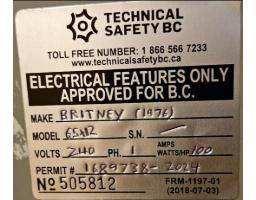 TECHNICAL
SAFETY BC
TOLL FREE NUMBER: 1 866 566 7233
www.technicalsafetybc.ca
ELECTRICAL FEATURES ONLY
APPROVED FOR B.C.
MAKE BRITNEY (1976)
MODEL 65x12 S.N. —
VOLTS 240 PH. 1 AMPS WATTS/HP 100
PERMIT # 1689738-2024
No 505812 FRM-1197-01
(2018-07-03)